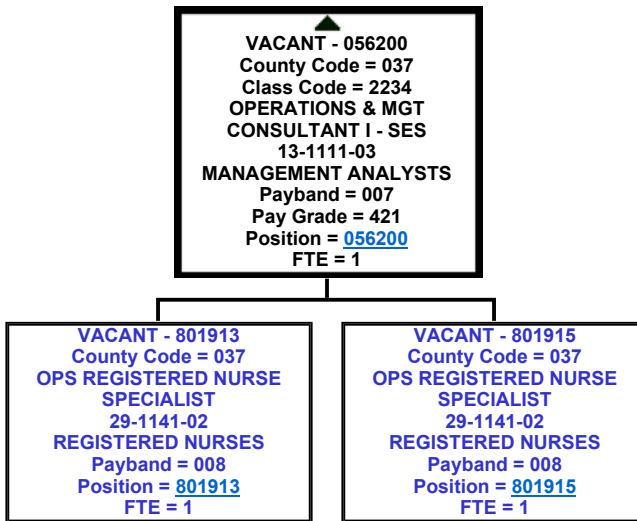 VACANT - 056200
County Code = 037
Class Code = 2234
OPERATIONS & MGT
CONSULTANT I - SES
13-1111-03
MANAGEMENT ANALYSTS
Payband = 007
Pay Grade = 421
Position = 056200
FTE = 1
VACANT - 801913
County Code = 037
OPS REGISTERED NURSE
SPECIALIST
29-1141-02
REGISTERED NURSES
Payband = 008
Position = 801913
FTE = 1
VACANT - 801915
County Code = 037
OPS REGISTERED NURSE
SPECIALIST
29-1141-02
REGISTERED NURSES
Payband = 008
Position = 801915
FTE = 1